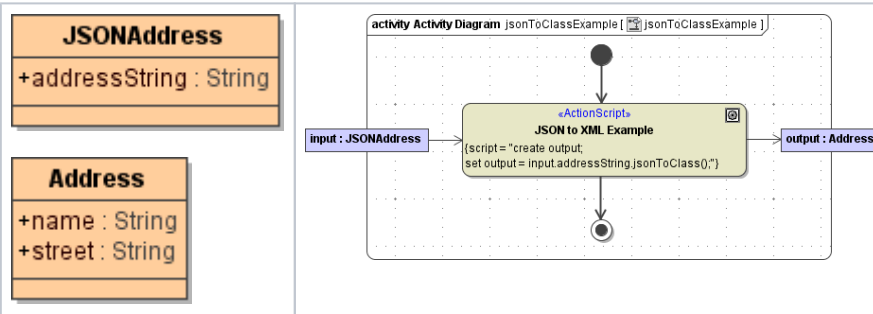 JSONAddress
+addressString : String
Address
+name : String
+street : String
activity Activity Diagram jsonToClassExample [ jsonToClassExample ]
input : JSONAddress
«ActionScript»
JSON to XML Example
{script = "create output;
set output = input.addressString.jsonToClass();"}
output : Address